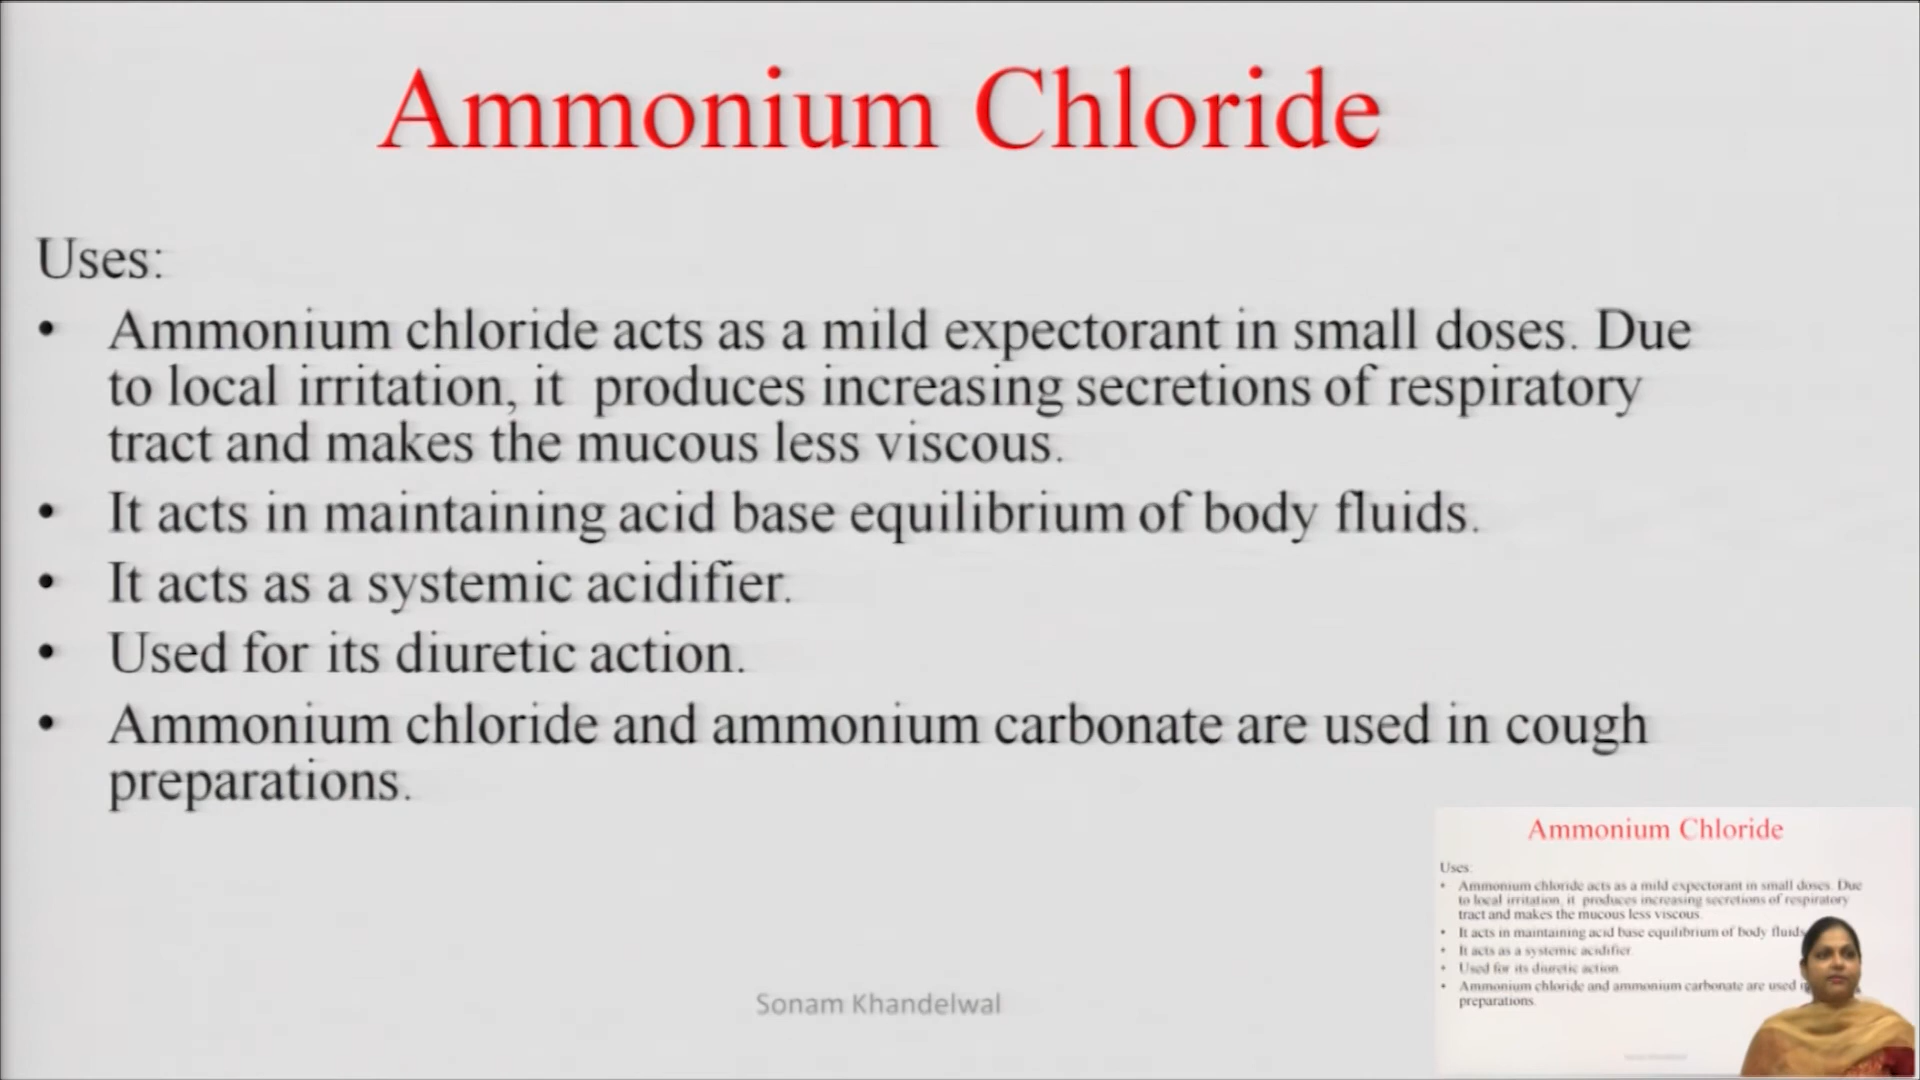 Ammonium Chloride
Uses:
• Ammonium chloride acts as a mild expectorant in small doses. Due
to local irritation, it produces increasing secretions of respiratory
tract and makes the mucous less viscous.
• It acts in maintaining acid base equilibrium of body fluids.
• It acts as a systemic acidifier.
• Used for its diuretic action.
• Ammonium chloride and ammonium carbonate are used in cough
preparations.
Sonam Khandelwal
Ammonium Chloride
Uses:
• Ammonium chloride acts as a mild expectorant in small doses. Due
to local irritation, it produces increasing secretions of respiratory
tract and makes the mucous less viscous.
• It acts in maintaining acid base equilibrium of body fluids
• It acts as a systemic acidifier.
• Used for its diuretic action.
• Ammonium chloride and ammonium carbonate are used
preparations.